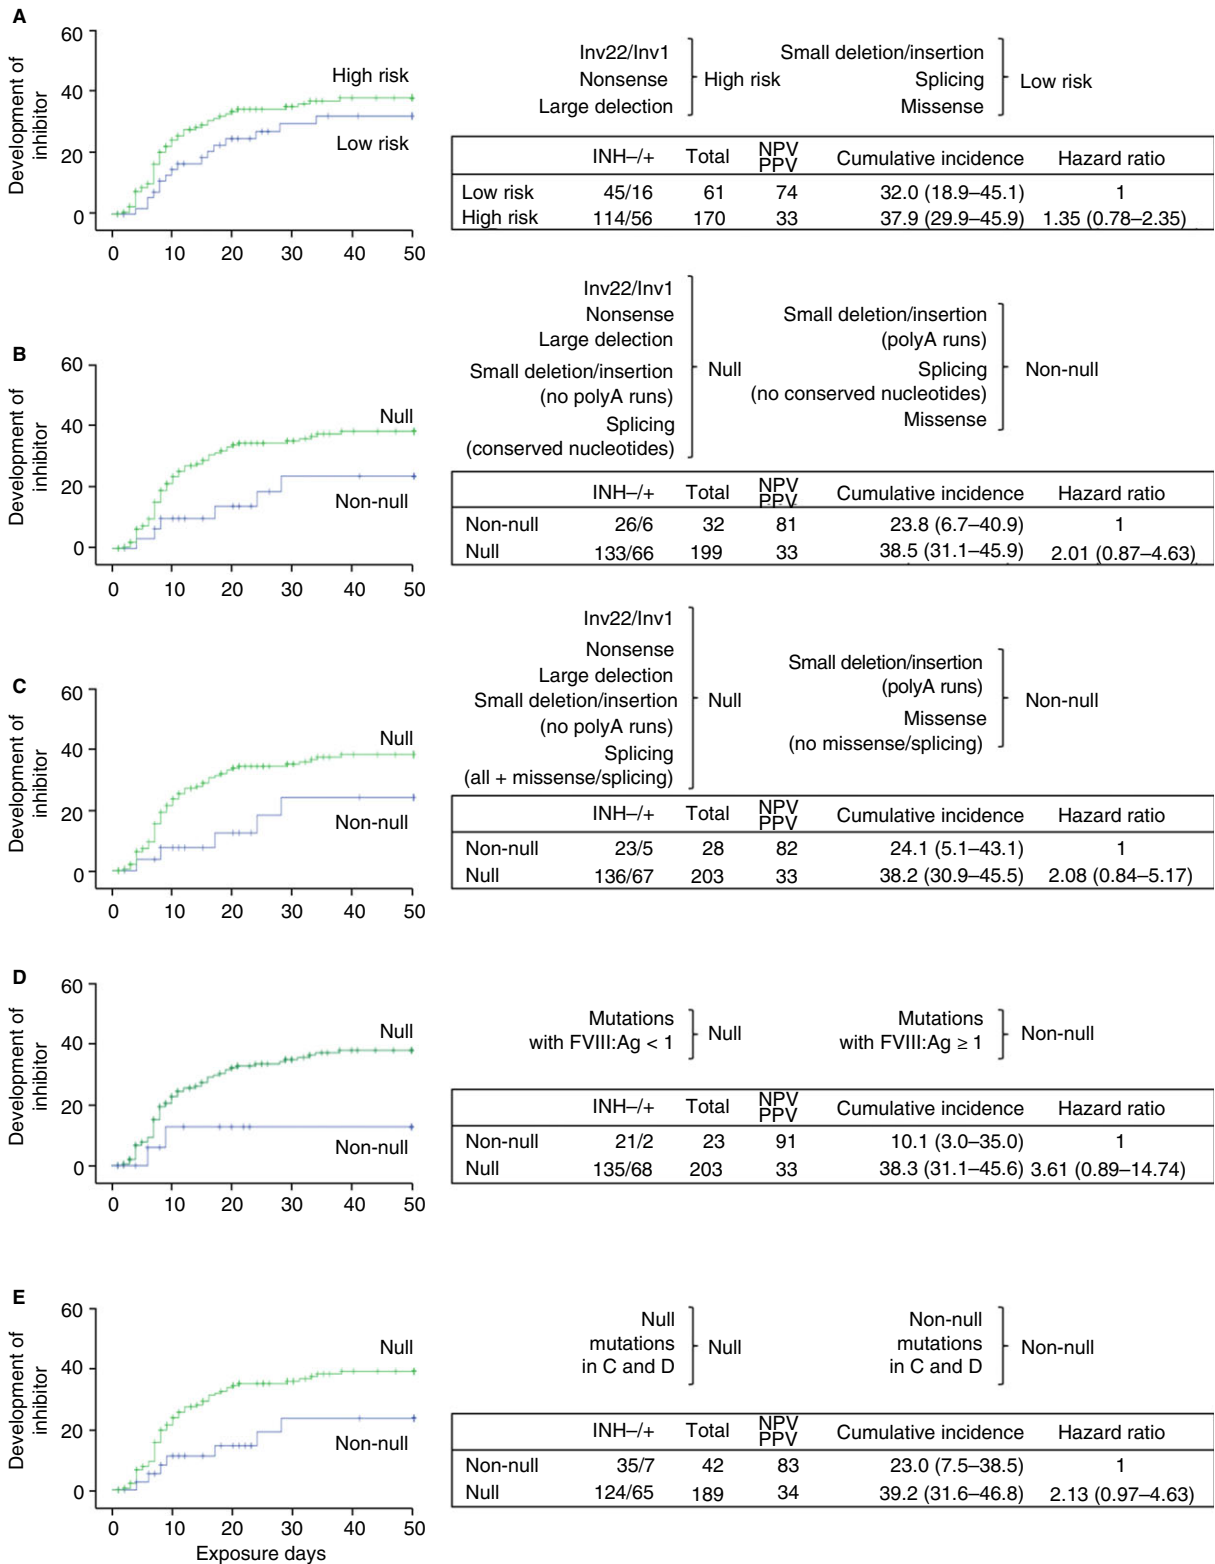 A
Development of
inhibitor
60
40
20
0
0 10 20 30 40 50
High risk
Low risk
Inv22/Inv1
Nonsense
Large delection
High risk
Small deletion/insertion
Splicing
Missense
Low risk
INH–/+ Total NPV PPV Cumulative incidence Hazard ratio
Low risk 45/16 61 74 32.0 (18.9–45.1) 1
High risk 114/56 170 33 37.9 (29.9–45.9) 1.35 (0.78–2.35)
B
Development of
inhibitor
60
40
20
0
0 10 20 30 40 50
Null
Non-null
Inv22/Inv1
Nonsense
Large delection
Small deletion/insertion
(no polyA runs)
Splicing
(conserved nucleotides)
Null
Small deletion/insertion
(polyA runs)
Splicing
(no conserved nucleotides)
Missense
Non-null
INH–/+ Total NPV PPV Cumulative incidence Hazard ratio
Non-null 26/6 32 81 23.8 (6.7–40.9) 1
Null 133/66 199 33 38.5 (31.1–45.9) 2.01 (0.87–4.63)
C
Development of
inhibitor
60
40
20
0
0 10 20 30 40 50
Null
Non-null
Inv22/Inv1
Nonsense
Large delection
Small deletion/insertion
(no polyA runs)
Splicing
(all + missense/splicing)
Null
Small deletion/insertion
(polyA runs)
Missense
(no missense/splicing)
Non-null
INH–/+ Total NPV PPV Cumulative incidence Hazard ratio
Non-null 23/5 28 82 24.1 (5.1–43.1) 1
Null 136/67 203 33 38.2 (30.9–45.5) 2.08 (0.84–5.17)
D
Development of
inhibitor
60
40
20
0
0 10 20 30 40 50
Null
Non-null
Mutations
with FVIII:Ag < 1
Null
Mutations
with FVIII:Ag ≥ 1
Non-null
INH–/+ Total NPV PPV Cumulative incidence Hazard ratio
Non-null 21/2 23 91 10.1 (3.0–35.0) 1
Null 135/68 203 33 38.3 (31.1–45.6) 3.61 (0.89–14.74)
E
Development of
inhibitor
60
40
20
0
0 10 20 30 40 50
Exposure days
Null
Non-null
Null
mutations
in C and D
Null
Non-null
mutations
in C and D
Non-null
INH–/+ Total NPV PPV Cumulative incidence Hazard ratio
Non-null 35/7 42 83 23.0 (7.5–38.5) 1
Null 124/65 189 34 39.2 (31.6–46.8) 2.13 (0.97–4.63)